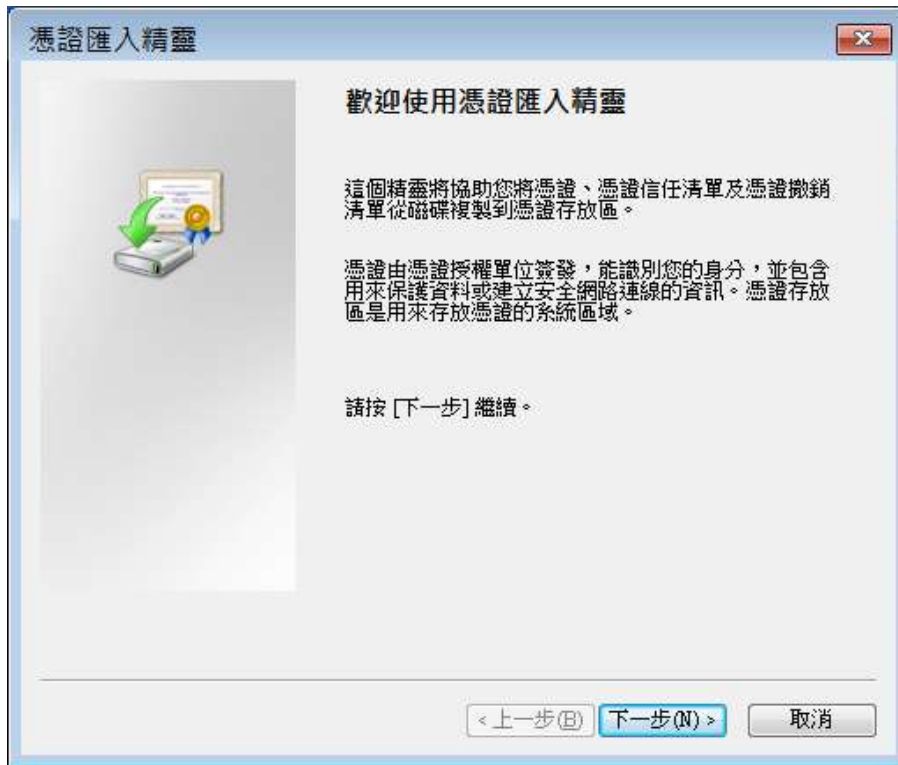 憑證匯入精靈
歡迎使用憑證匯入精靈
這個精靈將協助您將憑證、憑證信任清單及憑證撤銷
清單從磁碟複製到憑證存放區。
憑證由憑證授權單位簽發，能識別您的身分，並包含
用來保護資料或建立安全網路連線的資訊。憑證存放
區是用來存放憑證的系統區域。
請按 [下一步] 繼續。
<上一步(B) 下一步(N) > 取消